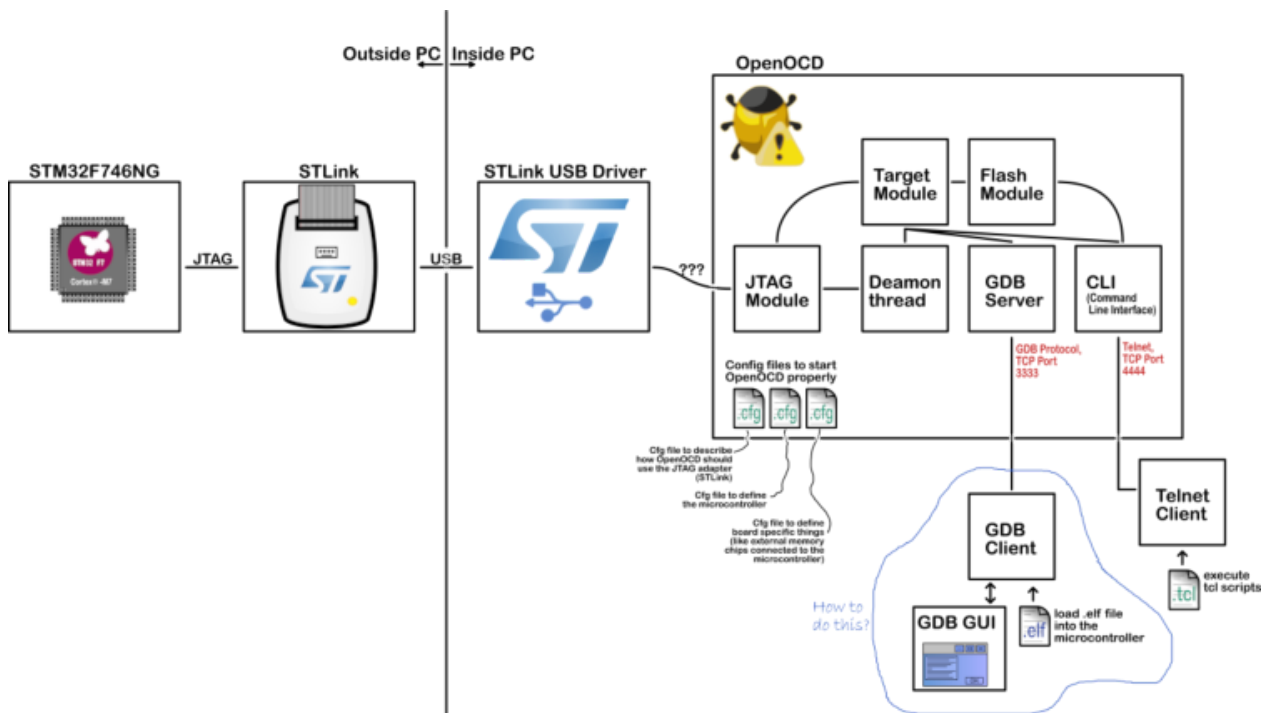 Outside PC
Inside PC
OpenOCD
STM32F746NG
STLink
STLink USB Driver
STM32 F7
Cortex® -M7
JTAG
USB
???
Target
Module
Flash
Module
JTAG
Module
Deamon
thread
GDB
Server
CLI
(Command
Line Interface)
GDB Protocol,
TCP Port
3333
Telnet,
TCP Port
4444
Config files to start
OpenOCD properly
.cfg
.cfg
.cfg
Cfg file to describe
how OpenOCD should
use the JTAG adapter
(STLink)
Cfg file to define
the microcontroller
Cfg file to define
board specific things
(like external memory
chips connected to the
microcontroller)
GDB
Client
Telnet
Client
execute
tcl scripts
.tcl
How to
do this?
GDB GUI
load .elf file
into the
microcontroller
.elf